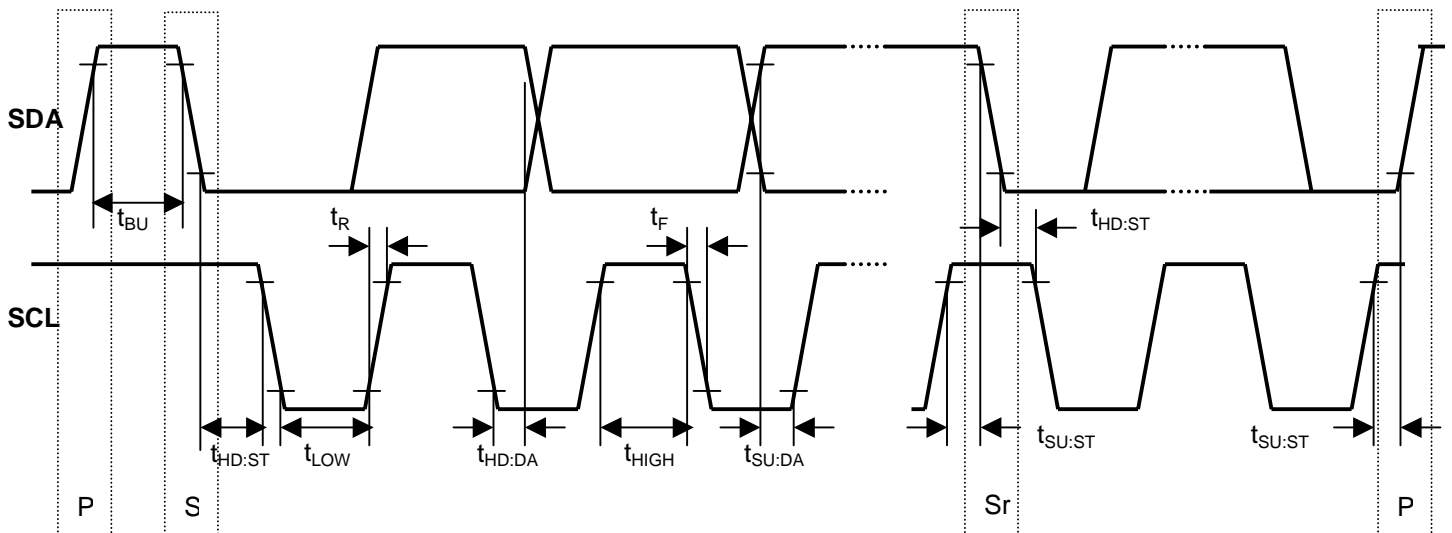 SDA
tBU
tR
tF
tHD:ST
SCL
tHD:ST
tLOW
tHD:DA
tHIGH
tSU:DA
tSU:ST
tSU:ST
P
S
Sr
P